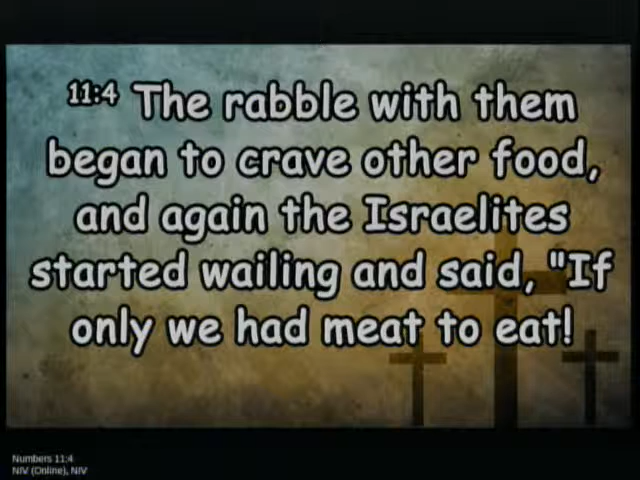 11:4 The rabble with them
began to crave other food,
and again the Israelites
started wailing and said, "If
only we had meat to eat!
Numbers 11:4
NIV (Online), NIV